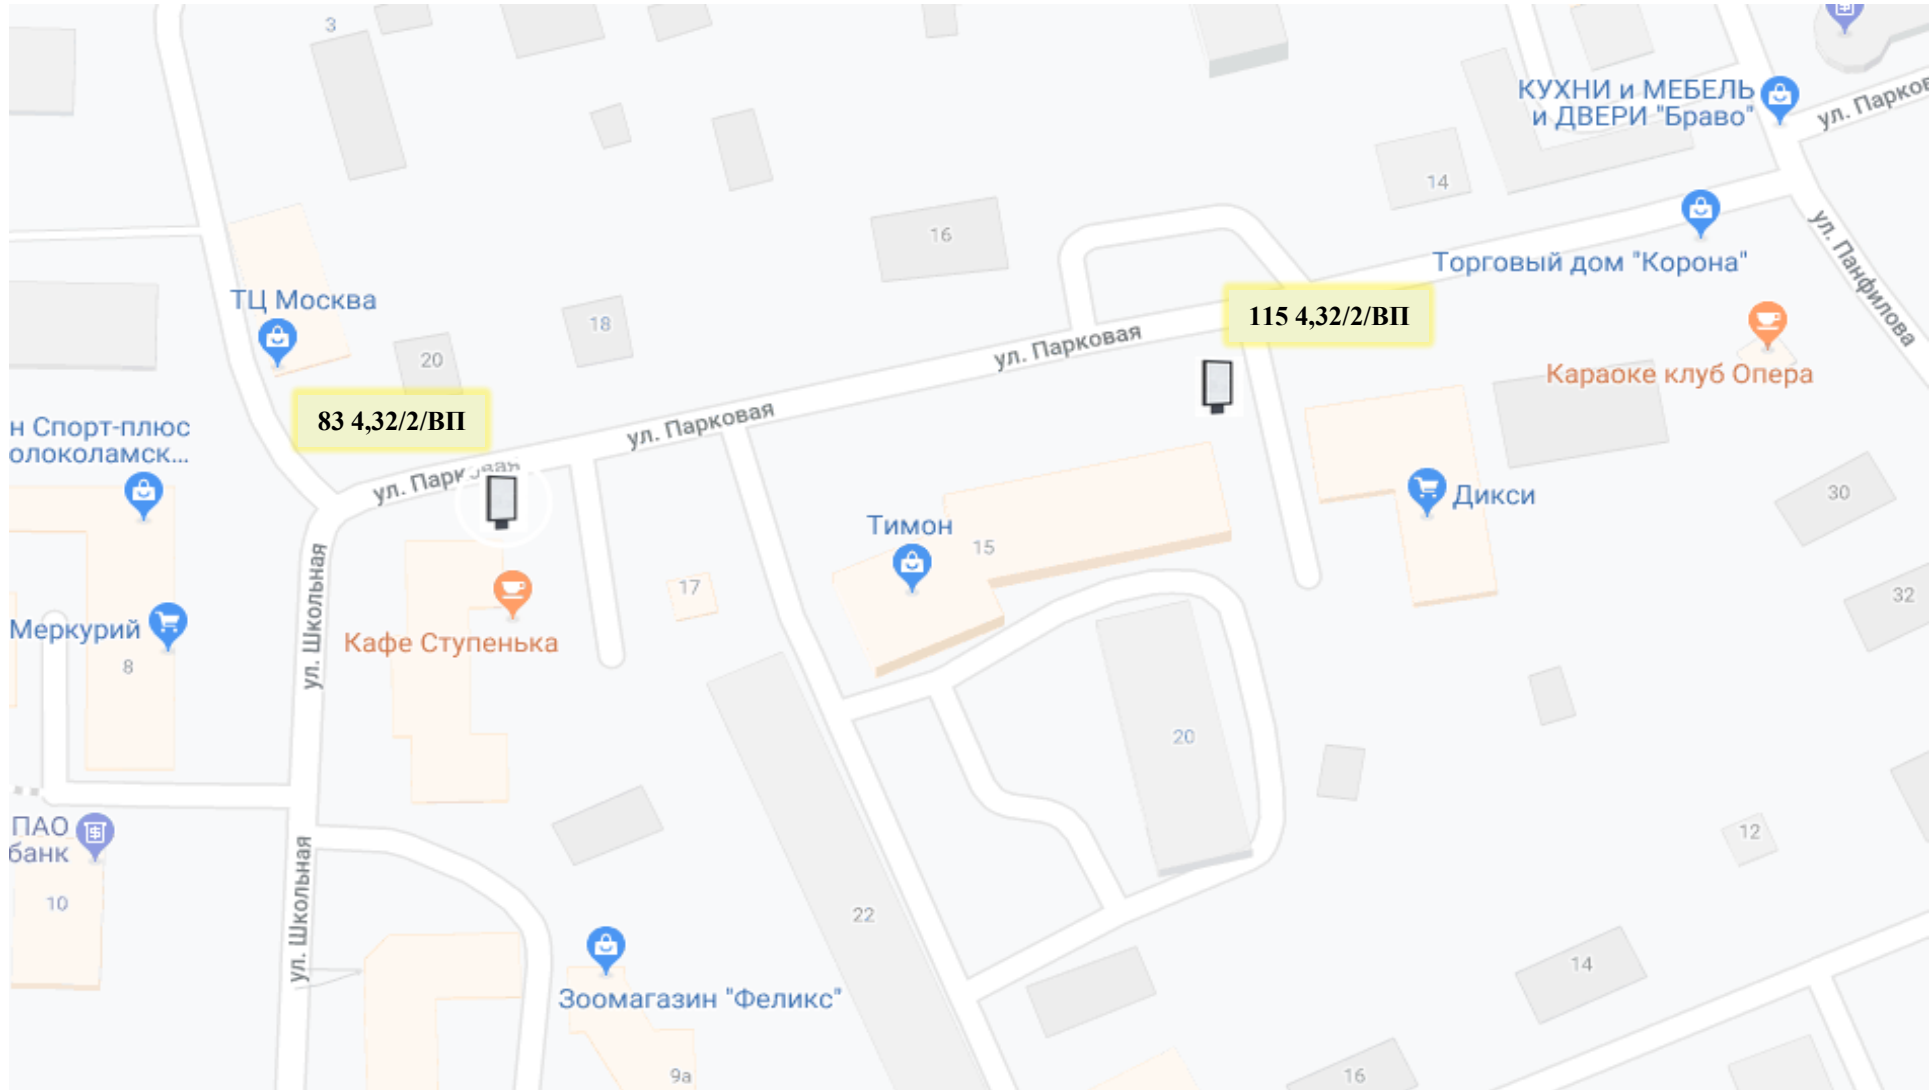 3
КУХНИ и МЕБЕЛЬ
и ДВЕРИ "Браво"
ул. Парков
14
16
ул. Панфилова
Торговый дом "Корона"
ТЦ Москва
18
115 4,32/2/ВП
ул. Парковая
20
Караоке клуб Опера
83 4,32/2/ВП
ул. Парковая
н Спорт-плюс
олоколамск...
ул. Парковая
Дикси
30
Тимон
15
17
32
ул. Школьная
Меркурий
8
Кафе Ступенька
20
ПАО
банк
12
10
ул. Школьная
22
14
Зоомагазин "Феликс"
9а
16